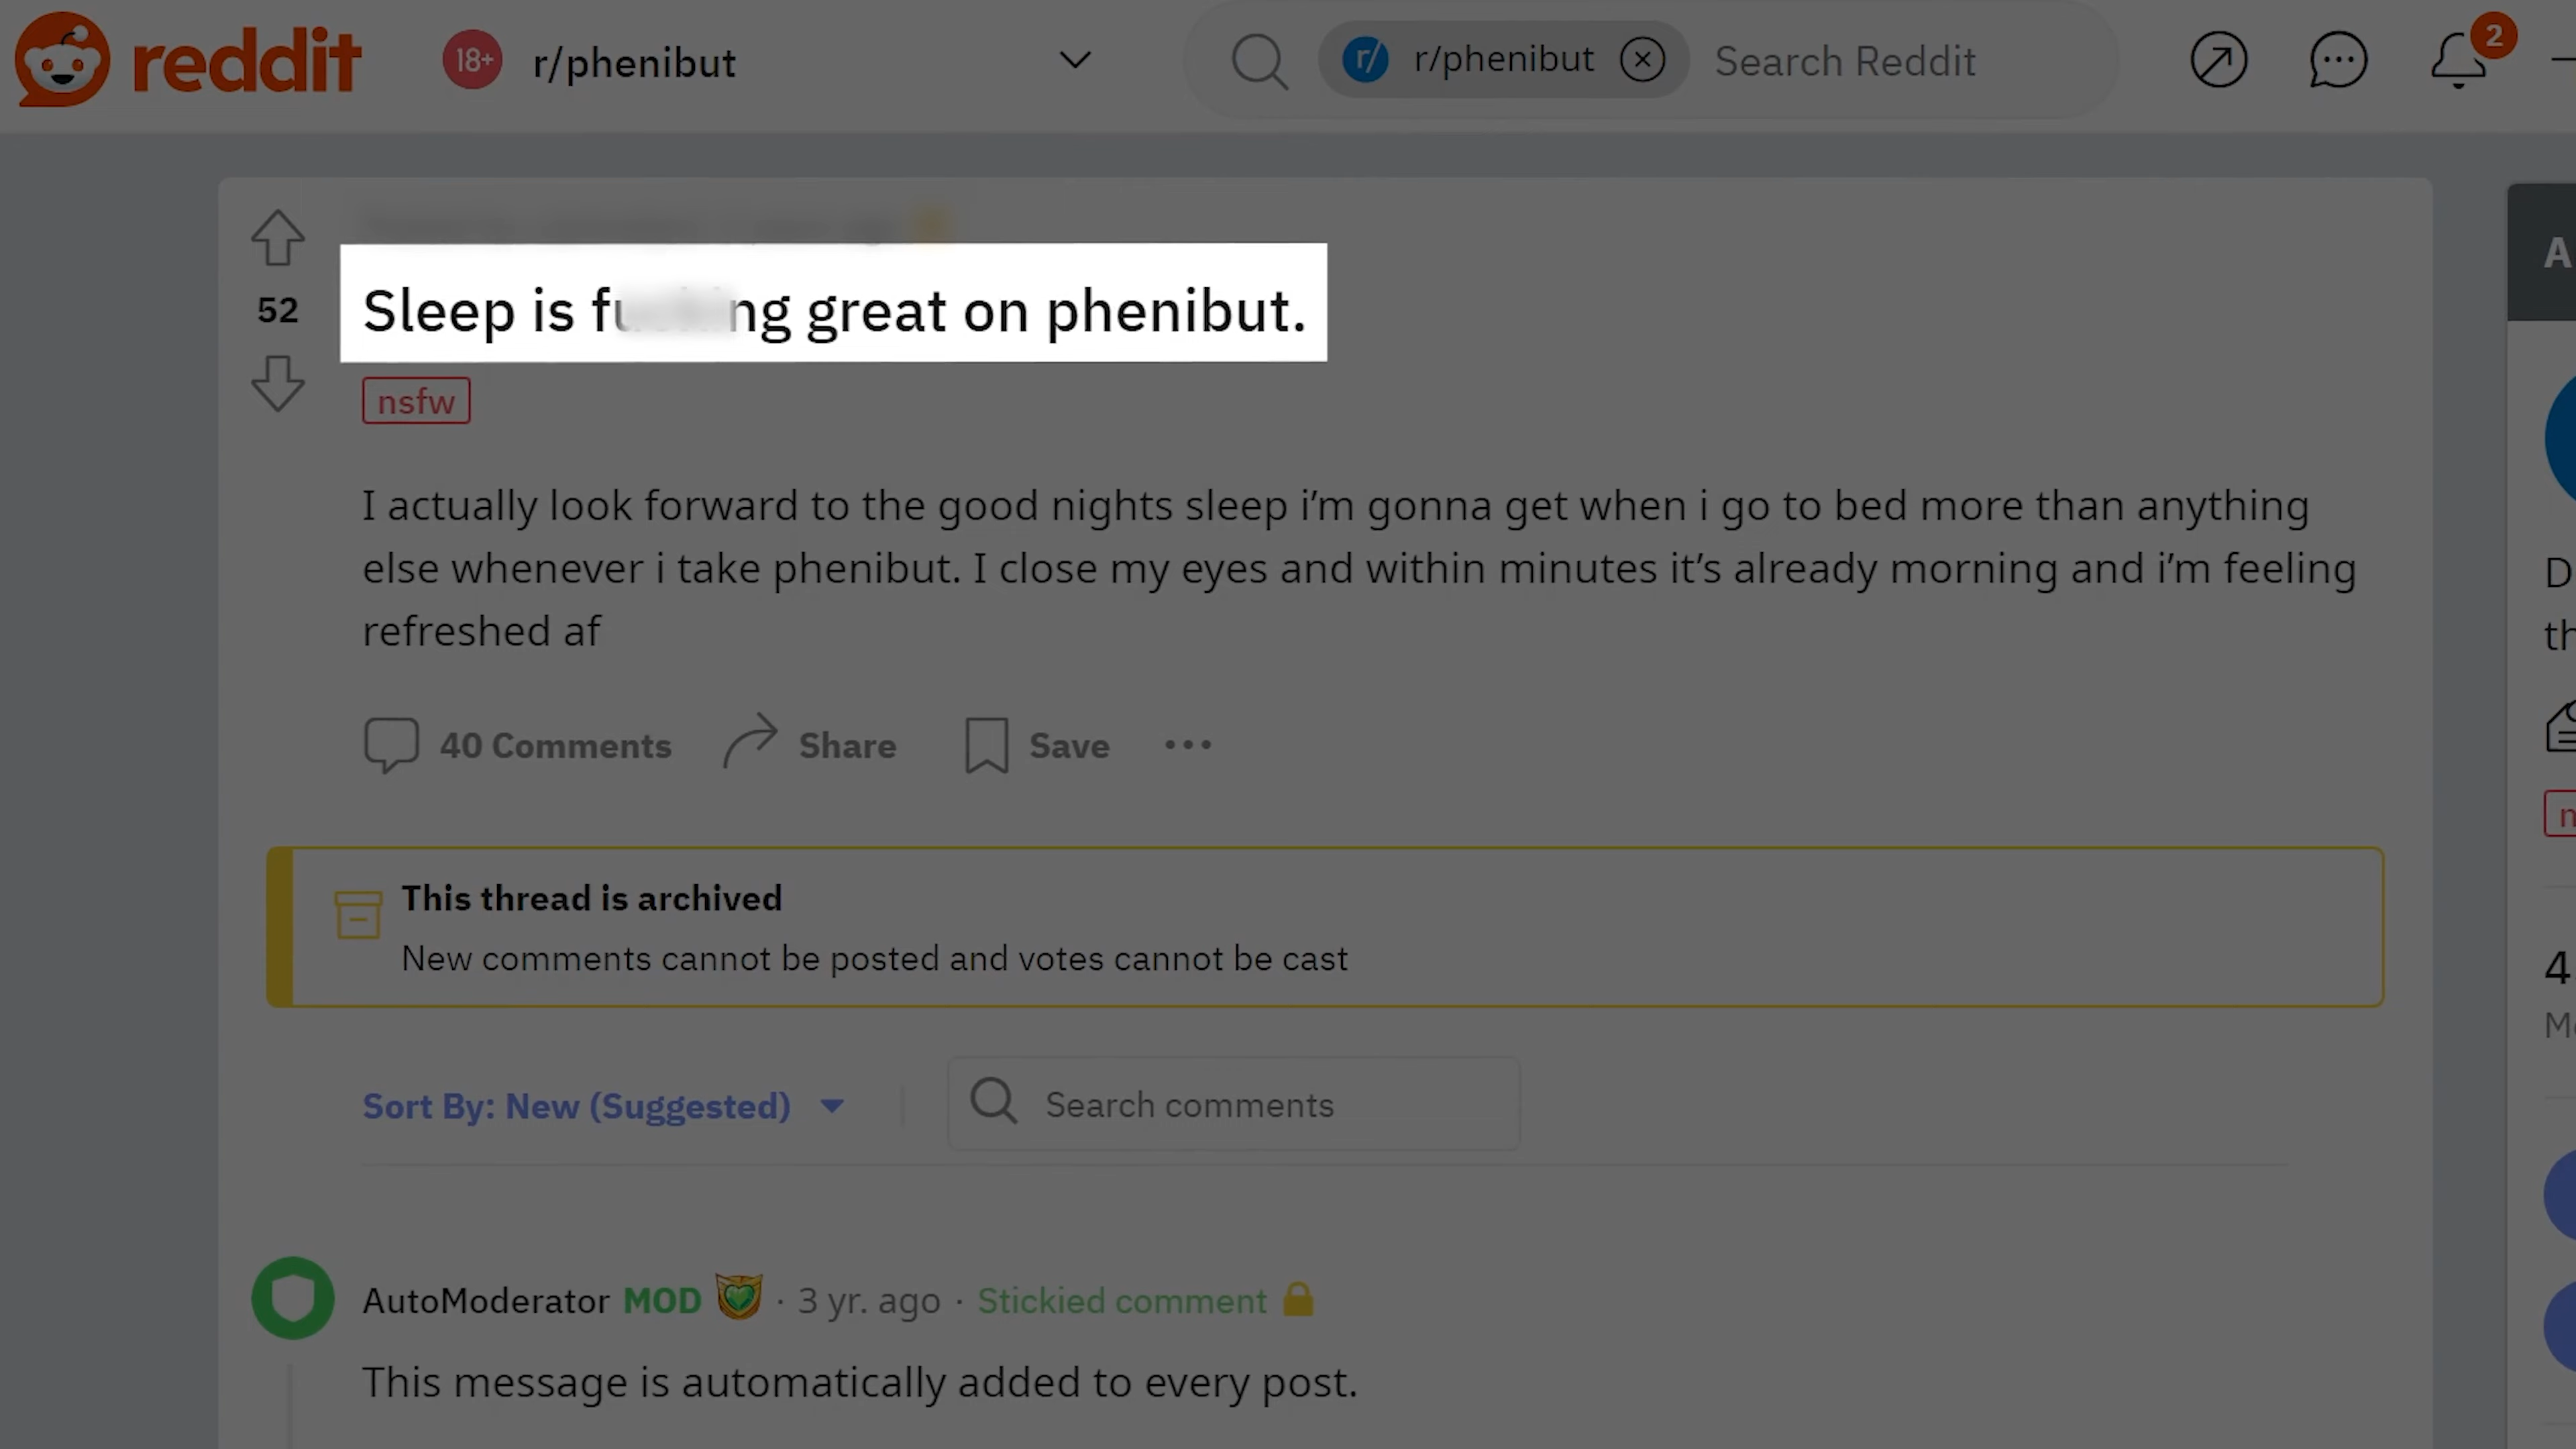 reddit
18+ r/phenibut
r/ r/phenibut Search Reddit
2
52
Sleep is great on phenibut.
nsfw
I actually look forward to the good nights sleep i’m gonna get when i go to bed more than anything
else whenever i take phenibut. I close my eyes and within minutes it’s already morning and i’m feeling
refreshed af
40 Comments Share Save
This thread is archived
New comments cannot be posted and votes cannot be cast
Sort By: New (Suggested)
Search comments
AutoModerator MOD · 3 yr. ago · Stickied comment
This message is automatically added to every post.